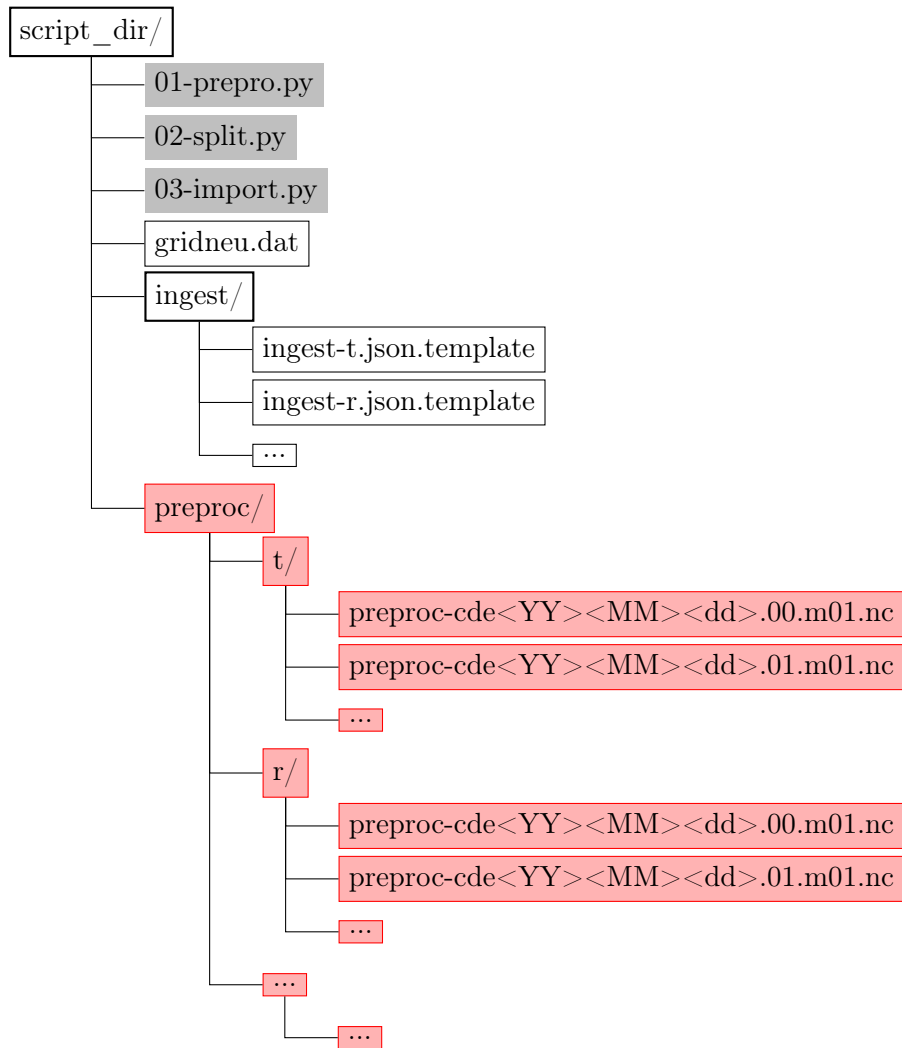 script_dir/
01-prepro.py
02-split.py
03-import.py
gridneu.dat
ingest/
ingest-t.json.template
ingest-r.json.template
...
preproc/
t/
preproc-cde<YY><MM><dd>.00.m01.nc
preproc-cde<YY><MM><dd>.01.m01.nc
...
r/
preproc-cde<YY><MM><dd>.00.m01.nc
preproc-cde<YY><MM><dd>.01.m01.nc
...
...
...